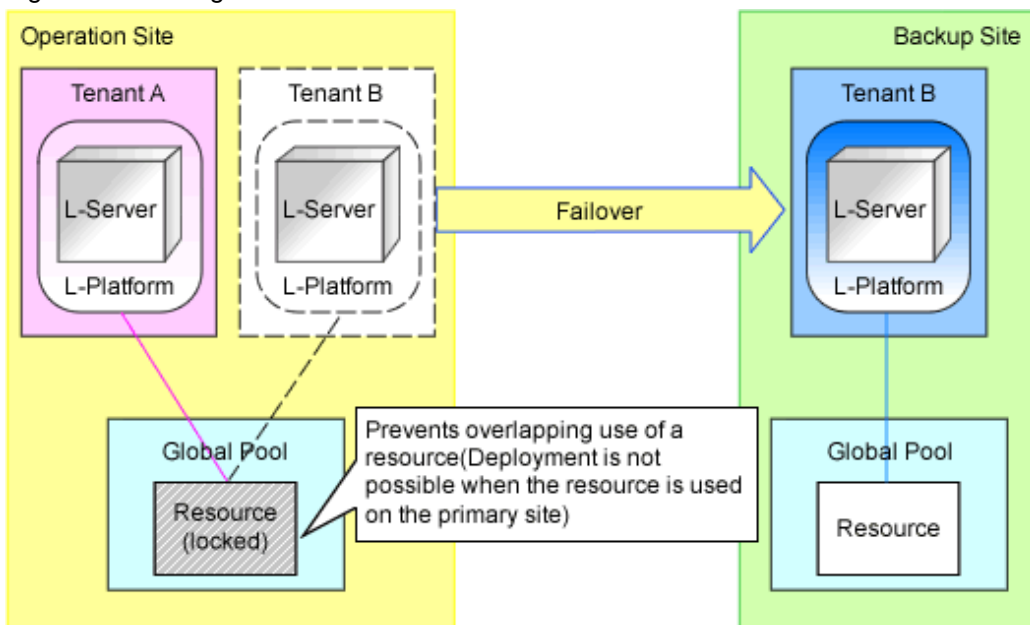 Operation Site
Backup Site
Tenant A
Tenant B
Tenant B
L-Server
L-Server
L-Server
L-Platform
L-Platform
L-Platform
Failover
Global Pool
Resource
(locked)
Prevents overlapping use of a
resource(Deployment is not
possible when the resource is used
on the primary site)
Global Pool
Resource